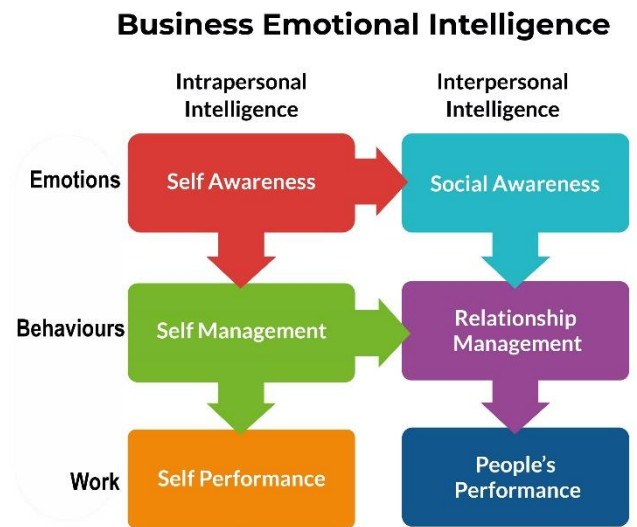 Business Emotional Intelligence
Intrapersonal
Intelligence
Interpersonal
Intelligence
Emotions
Self Awareness
Social Awareness
Behaviours
Self Management
Relationship
Management
Work
Self Performance
People’s
Performance